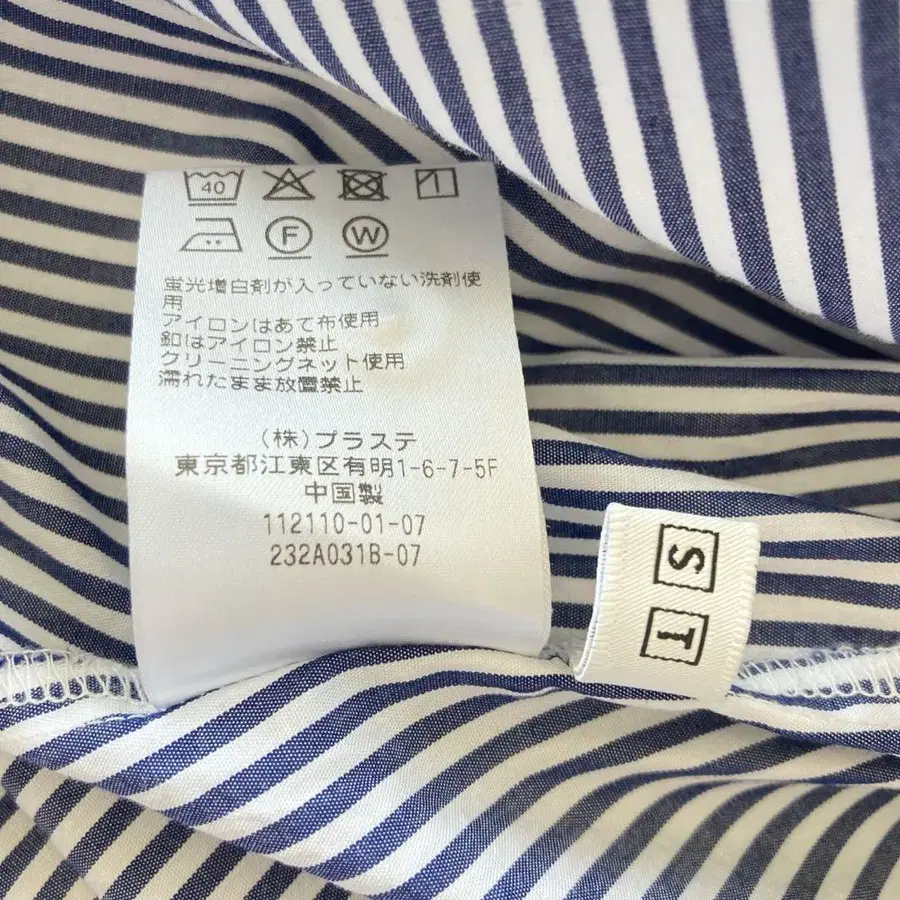 40
F W
蛍光増白剤が入っていない洗剤使
用
アイロンはあて布使用
釦はアイロン禁止
クリーニングネット使用
濡れたまま放置禁止
(株)プラステ
東京都江東区有明1-6-7-5F
中国製
112110-01-07
232A031B-07
S
T